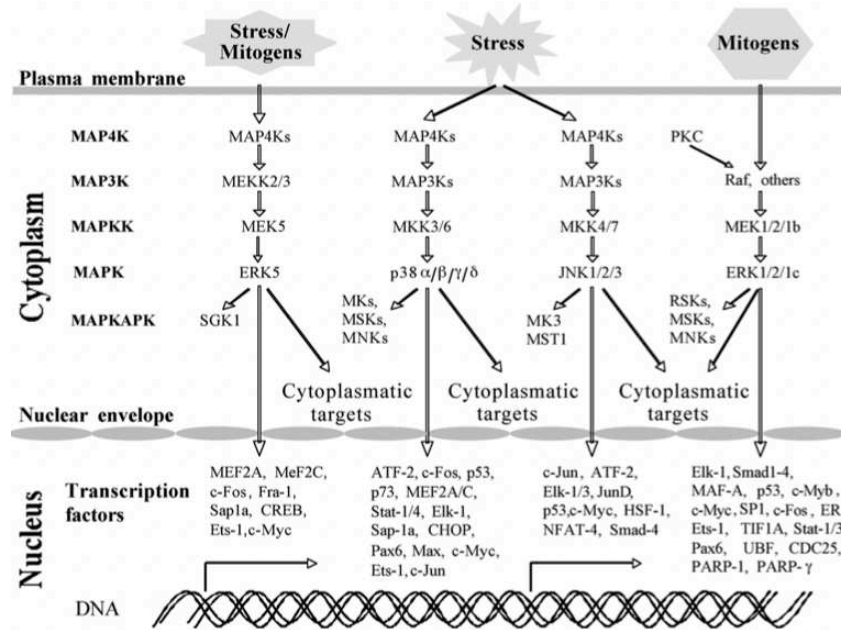 Stress/
Mitogens
Stress
Mitogens
Plasma membrane
MAP4K
MAP4Ks
MAP4Ks
MAP4Ks
PKC
MAP3K
MEKK2/3
MAP3Ks
MAP3Ks
Raf, others
MAPKK
MEK5
MKK3/6
MKK4/7
MEK1/2/1b
MAPK
ERK5
p38 α/β/γ/δ
JNK1/2/3
ERK1/2/1c
Cytoplasm
MAPKAPK
SGK1
MKs,
MSKs,
MNKs
MK3
MST1
RSKs,
MSKs,
MNKs
Cytoplasmatic
targets
Cytoplasmatic
targets
Cytoplasmatic
targets
Nuclear envelope
Nucleus
Transcription
factors
MEF2A, MeF2C,
c-Fos, Fra-1,
Sap1a, CREB,
Ets-1,c-Myc
ATF-2, c-Fos, p53,
p73, MEF2A/C,
Stat-1/4, Elk-1,
Sap-1a, CHOP,
Pax6, Max, c-Myc,
Ets-1, c-Jun
c-Jun, ATF-2,
Elk-1/3, JunD,
p53,c-Myc, HSF-1,
NFAT-4, Smad-4
Elk-1, Smad1-4,
MAF-A, p53, c-Myb,
c-Myc, SP1, c-Fos, ER
Ets-1, TIF1A, Stat-1/3
Pax6, UBF, CDC25,
PARP-1, PARP-γ
DNA